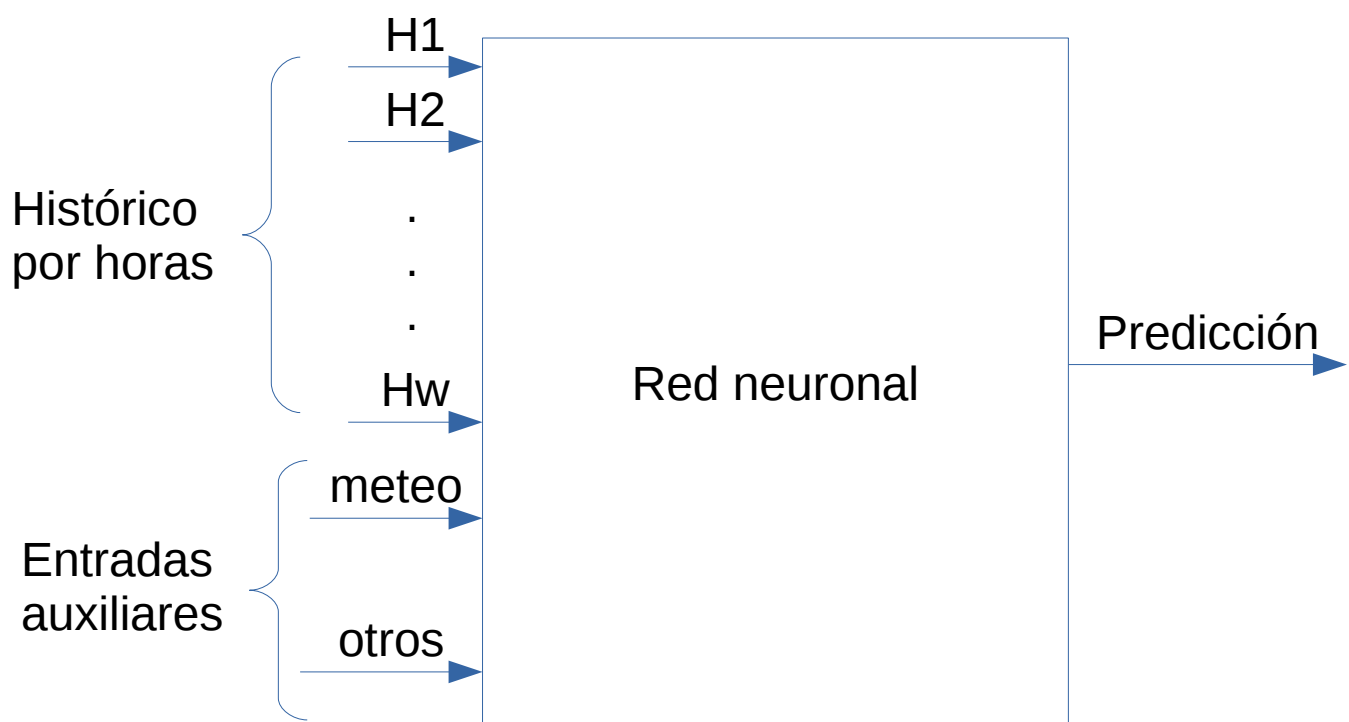 H1
H2
Histórico
por horas
.
.
.
Hw
meteo
Entradas
auxiliares
otros
Red neuronal
Predicción